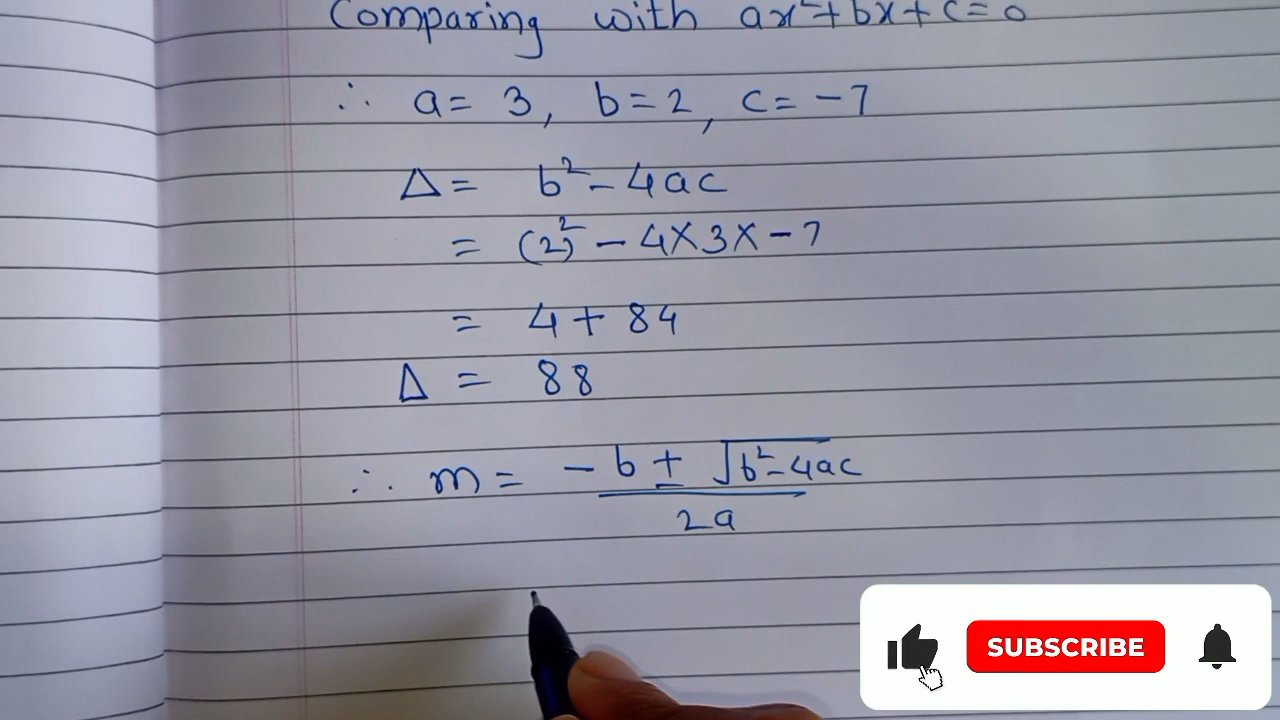 Comparing with ax²+bx+c=0
∴ a= 3, b=2, c= -7
Δ= b²-4ac
= (2)² - 4×3×-7
= 4+ 84
Δ = 88
∴ m= -b ± √b²-4ac
2a
SUBSCRIBE